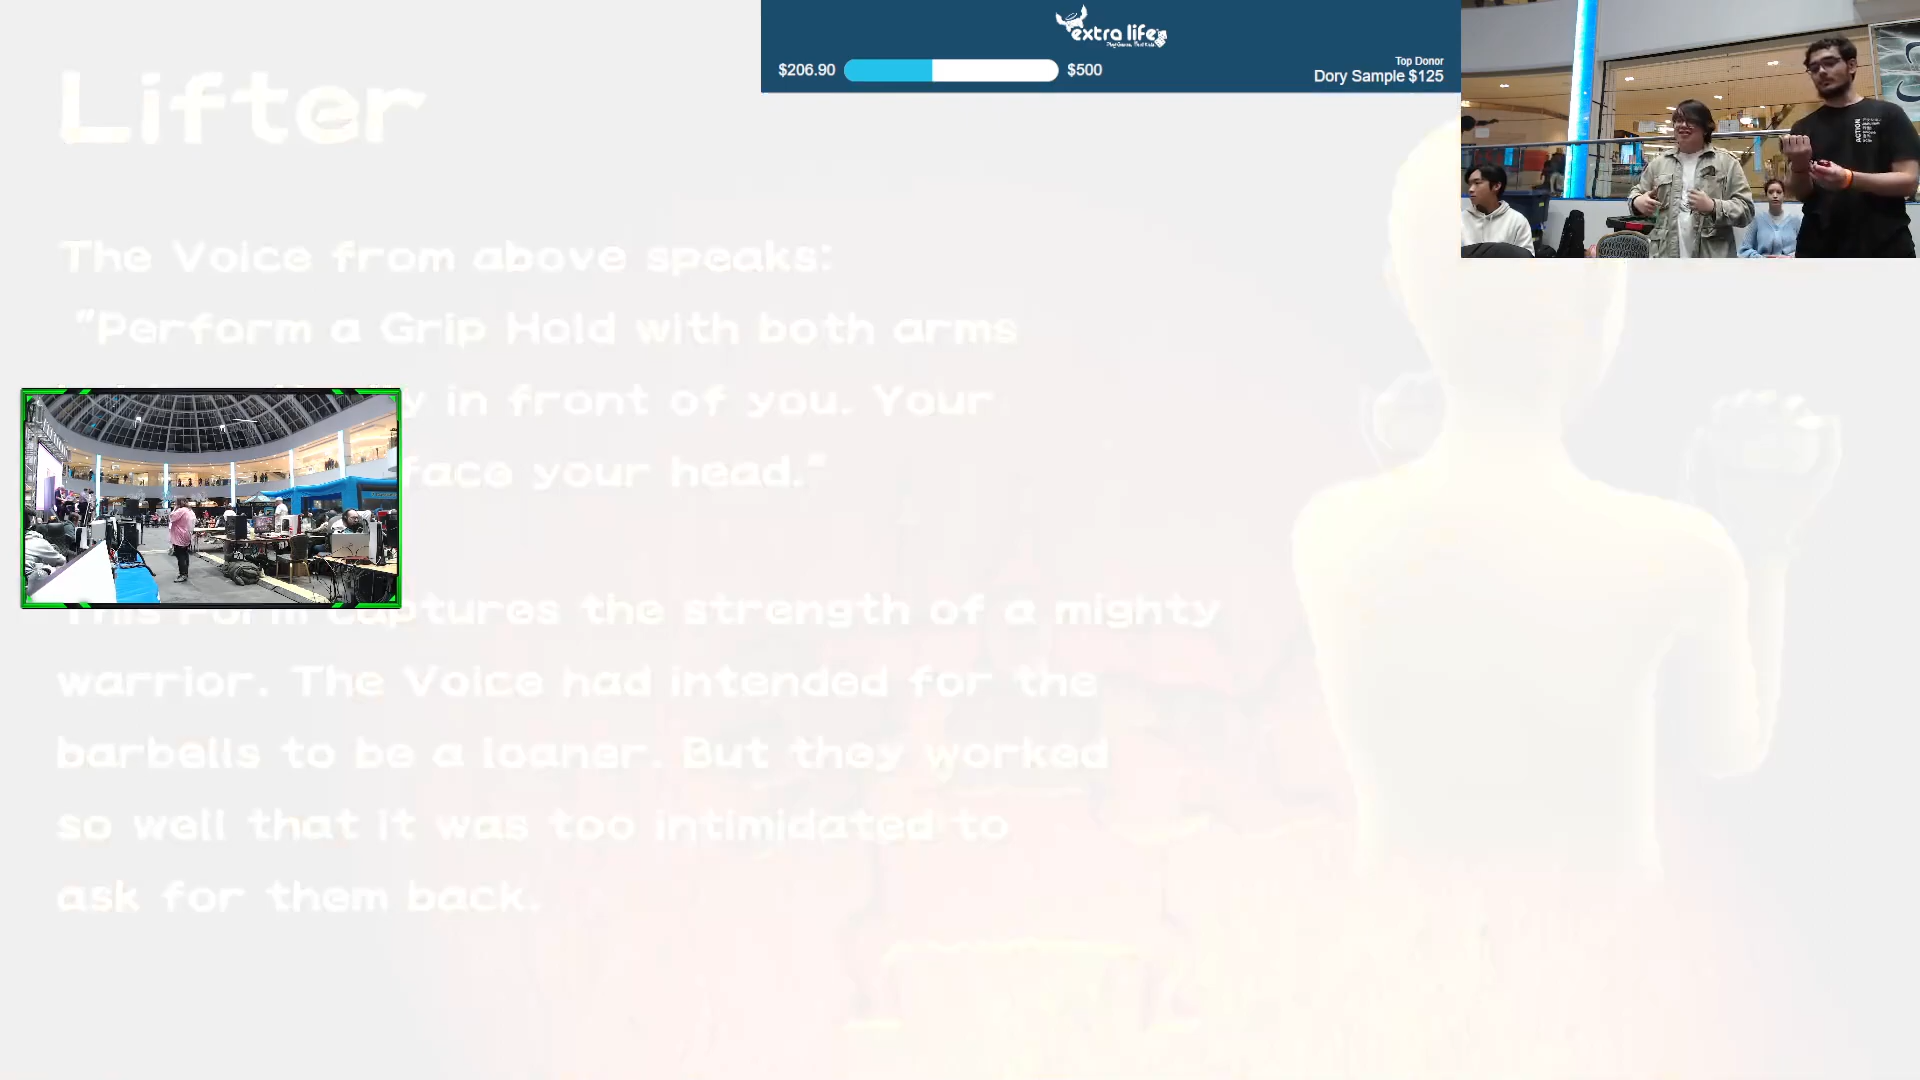 extra life
$206.90
$500
Top Donor
Dory Sample $125
ACTION
Lifter
The Voice from above speaks:
"Perform a Grip Hold with both arms
in front of you. Your
face your head."
This Form captures the strength of a mighty
warrior. The Voice had intended for the
barbells to be a loaner. But they worked
so well that it was too intimidated to
ask for them back.